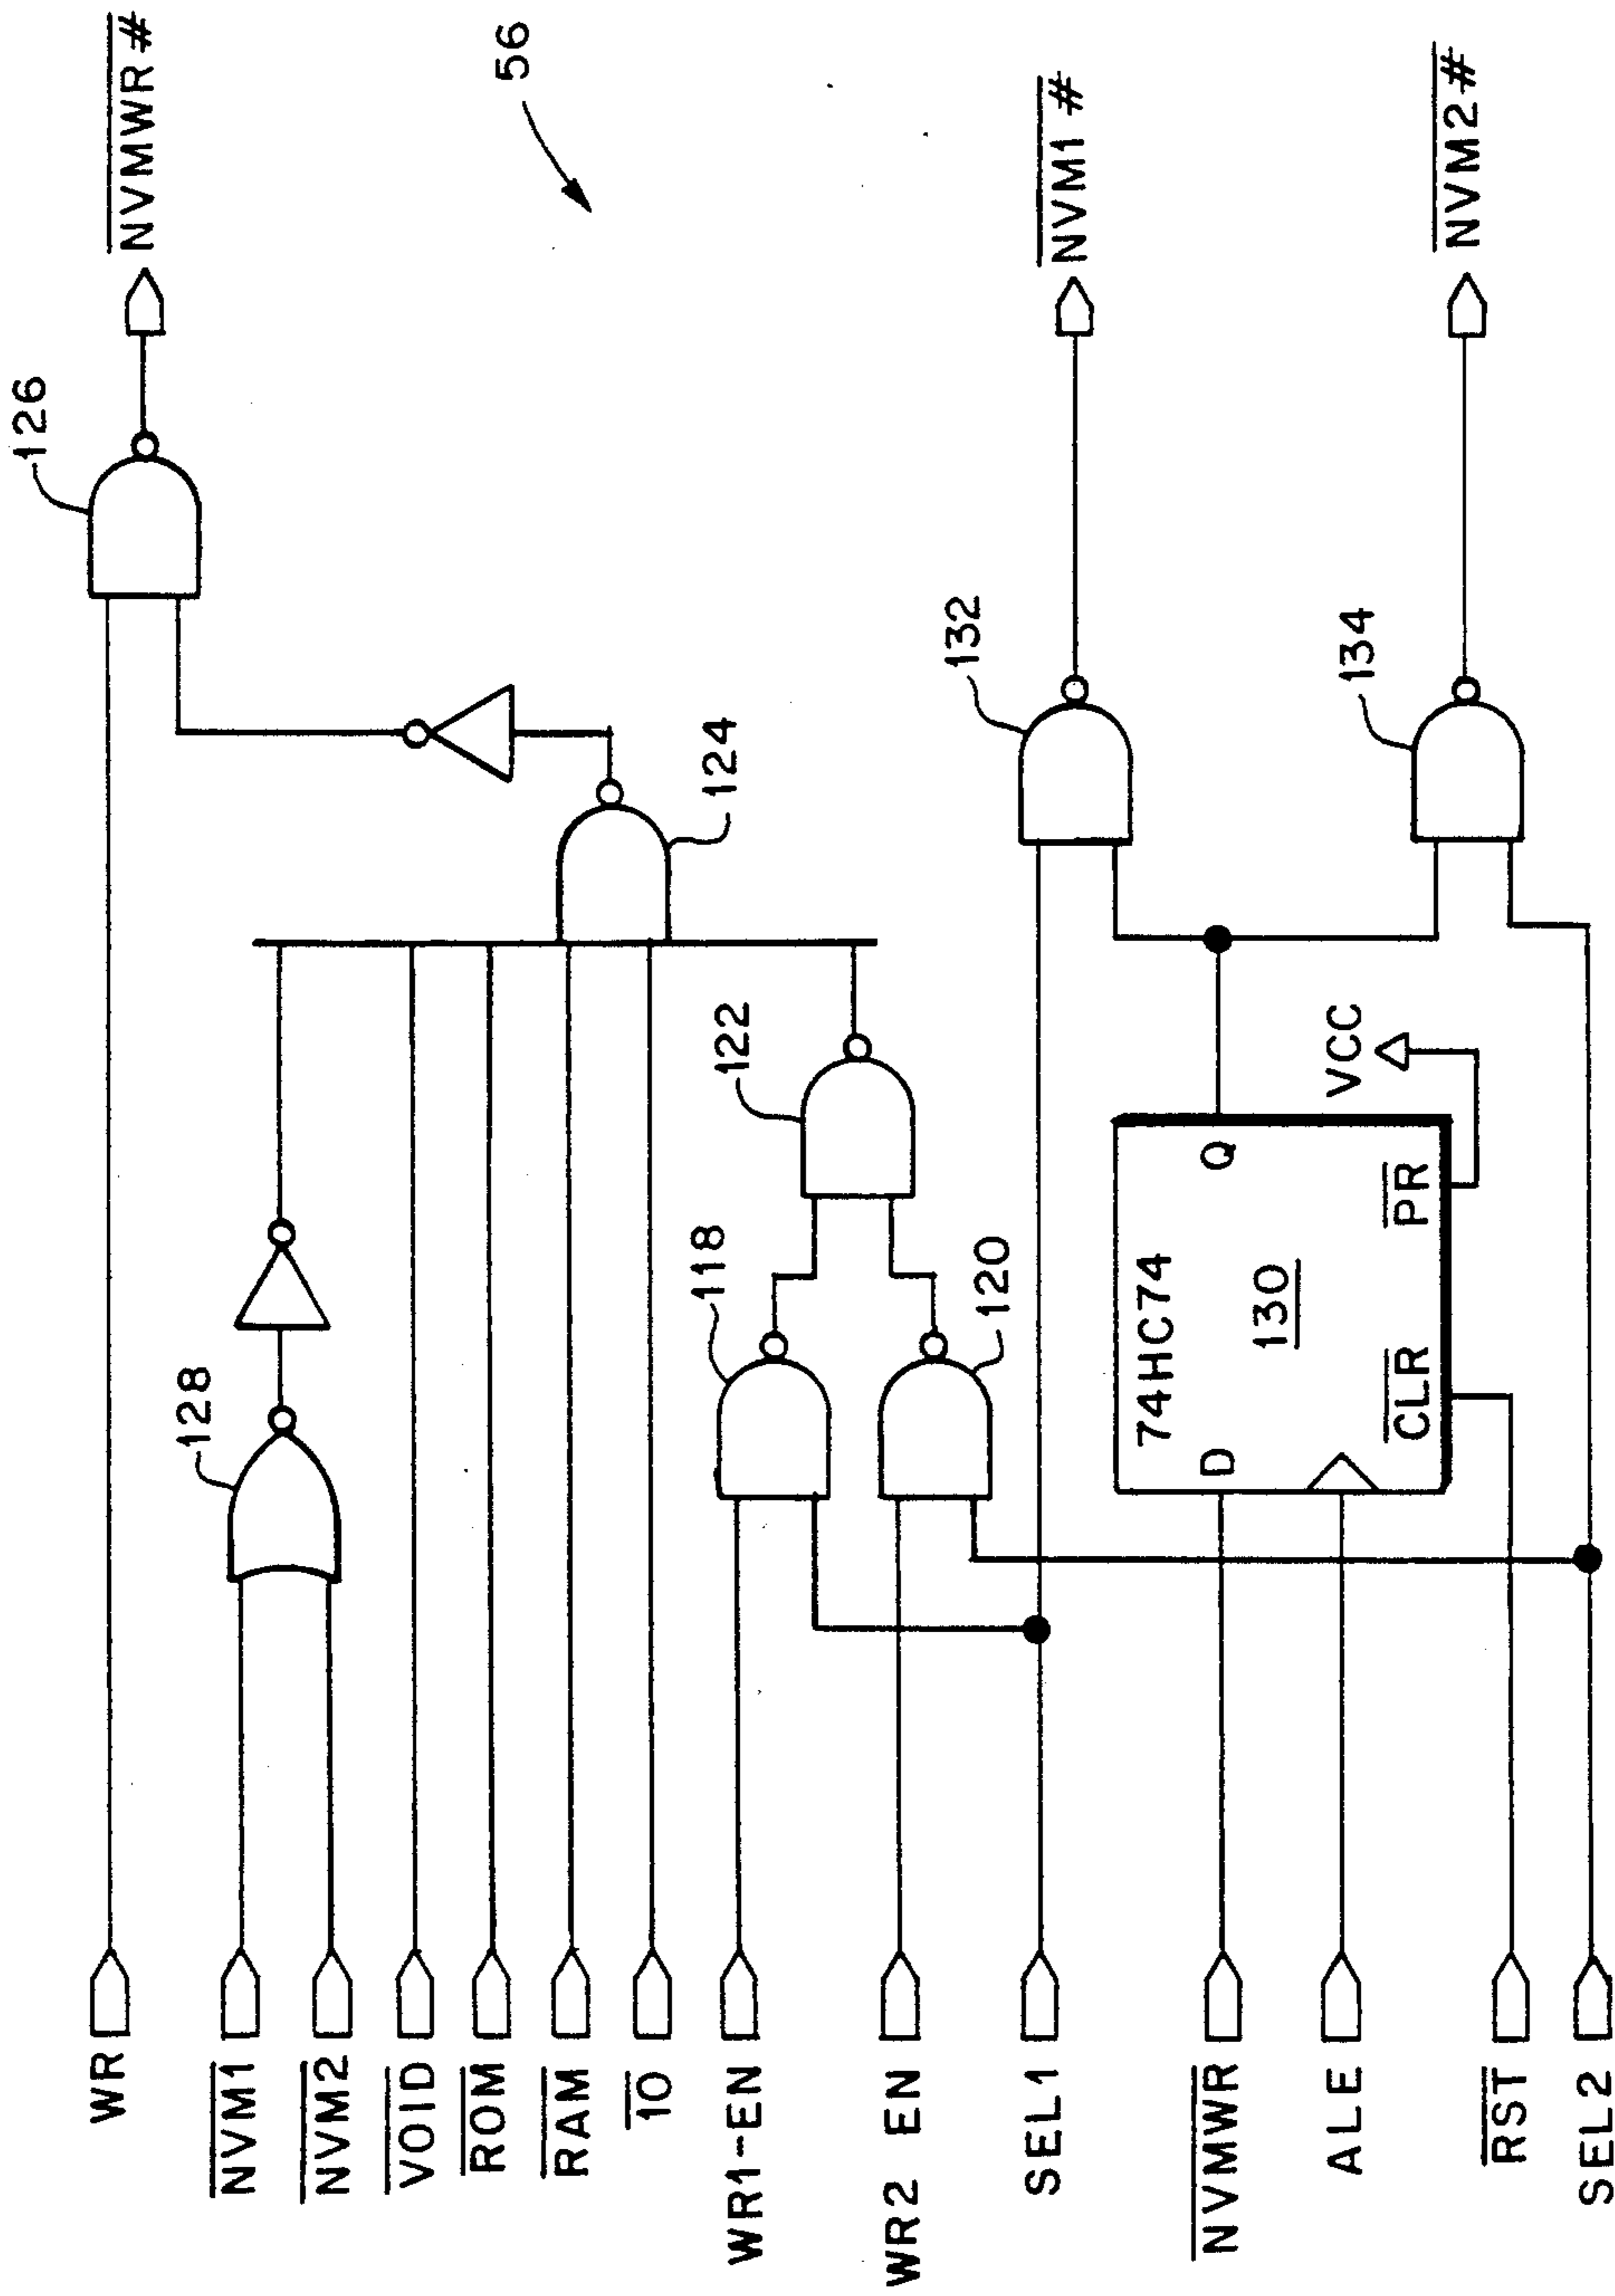 WR
NVM1
NVM2
VOID
ROM
RAM
10
WR1-EN
WR2 EN
SEL1
NVMWR
ALE
RST
SEL2
128
118
120
122
124
126
74HC74
130
D
Q
CLR
PR
VCC
132
134
NVMWR#
56
NVM1#
NVM2#